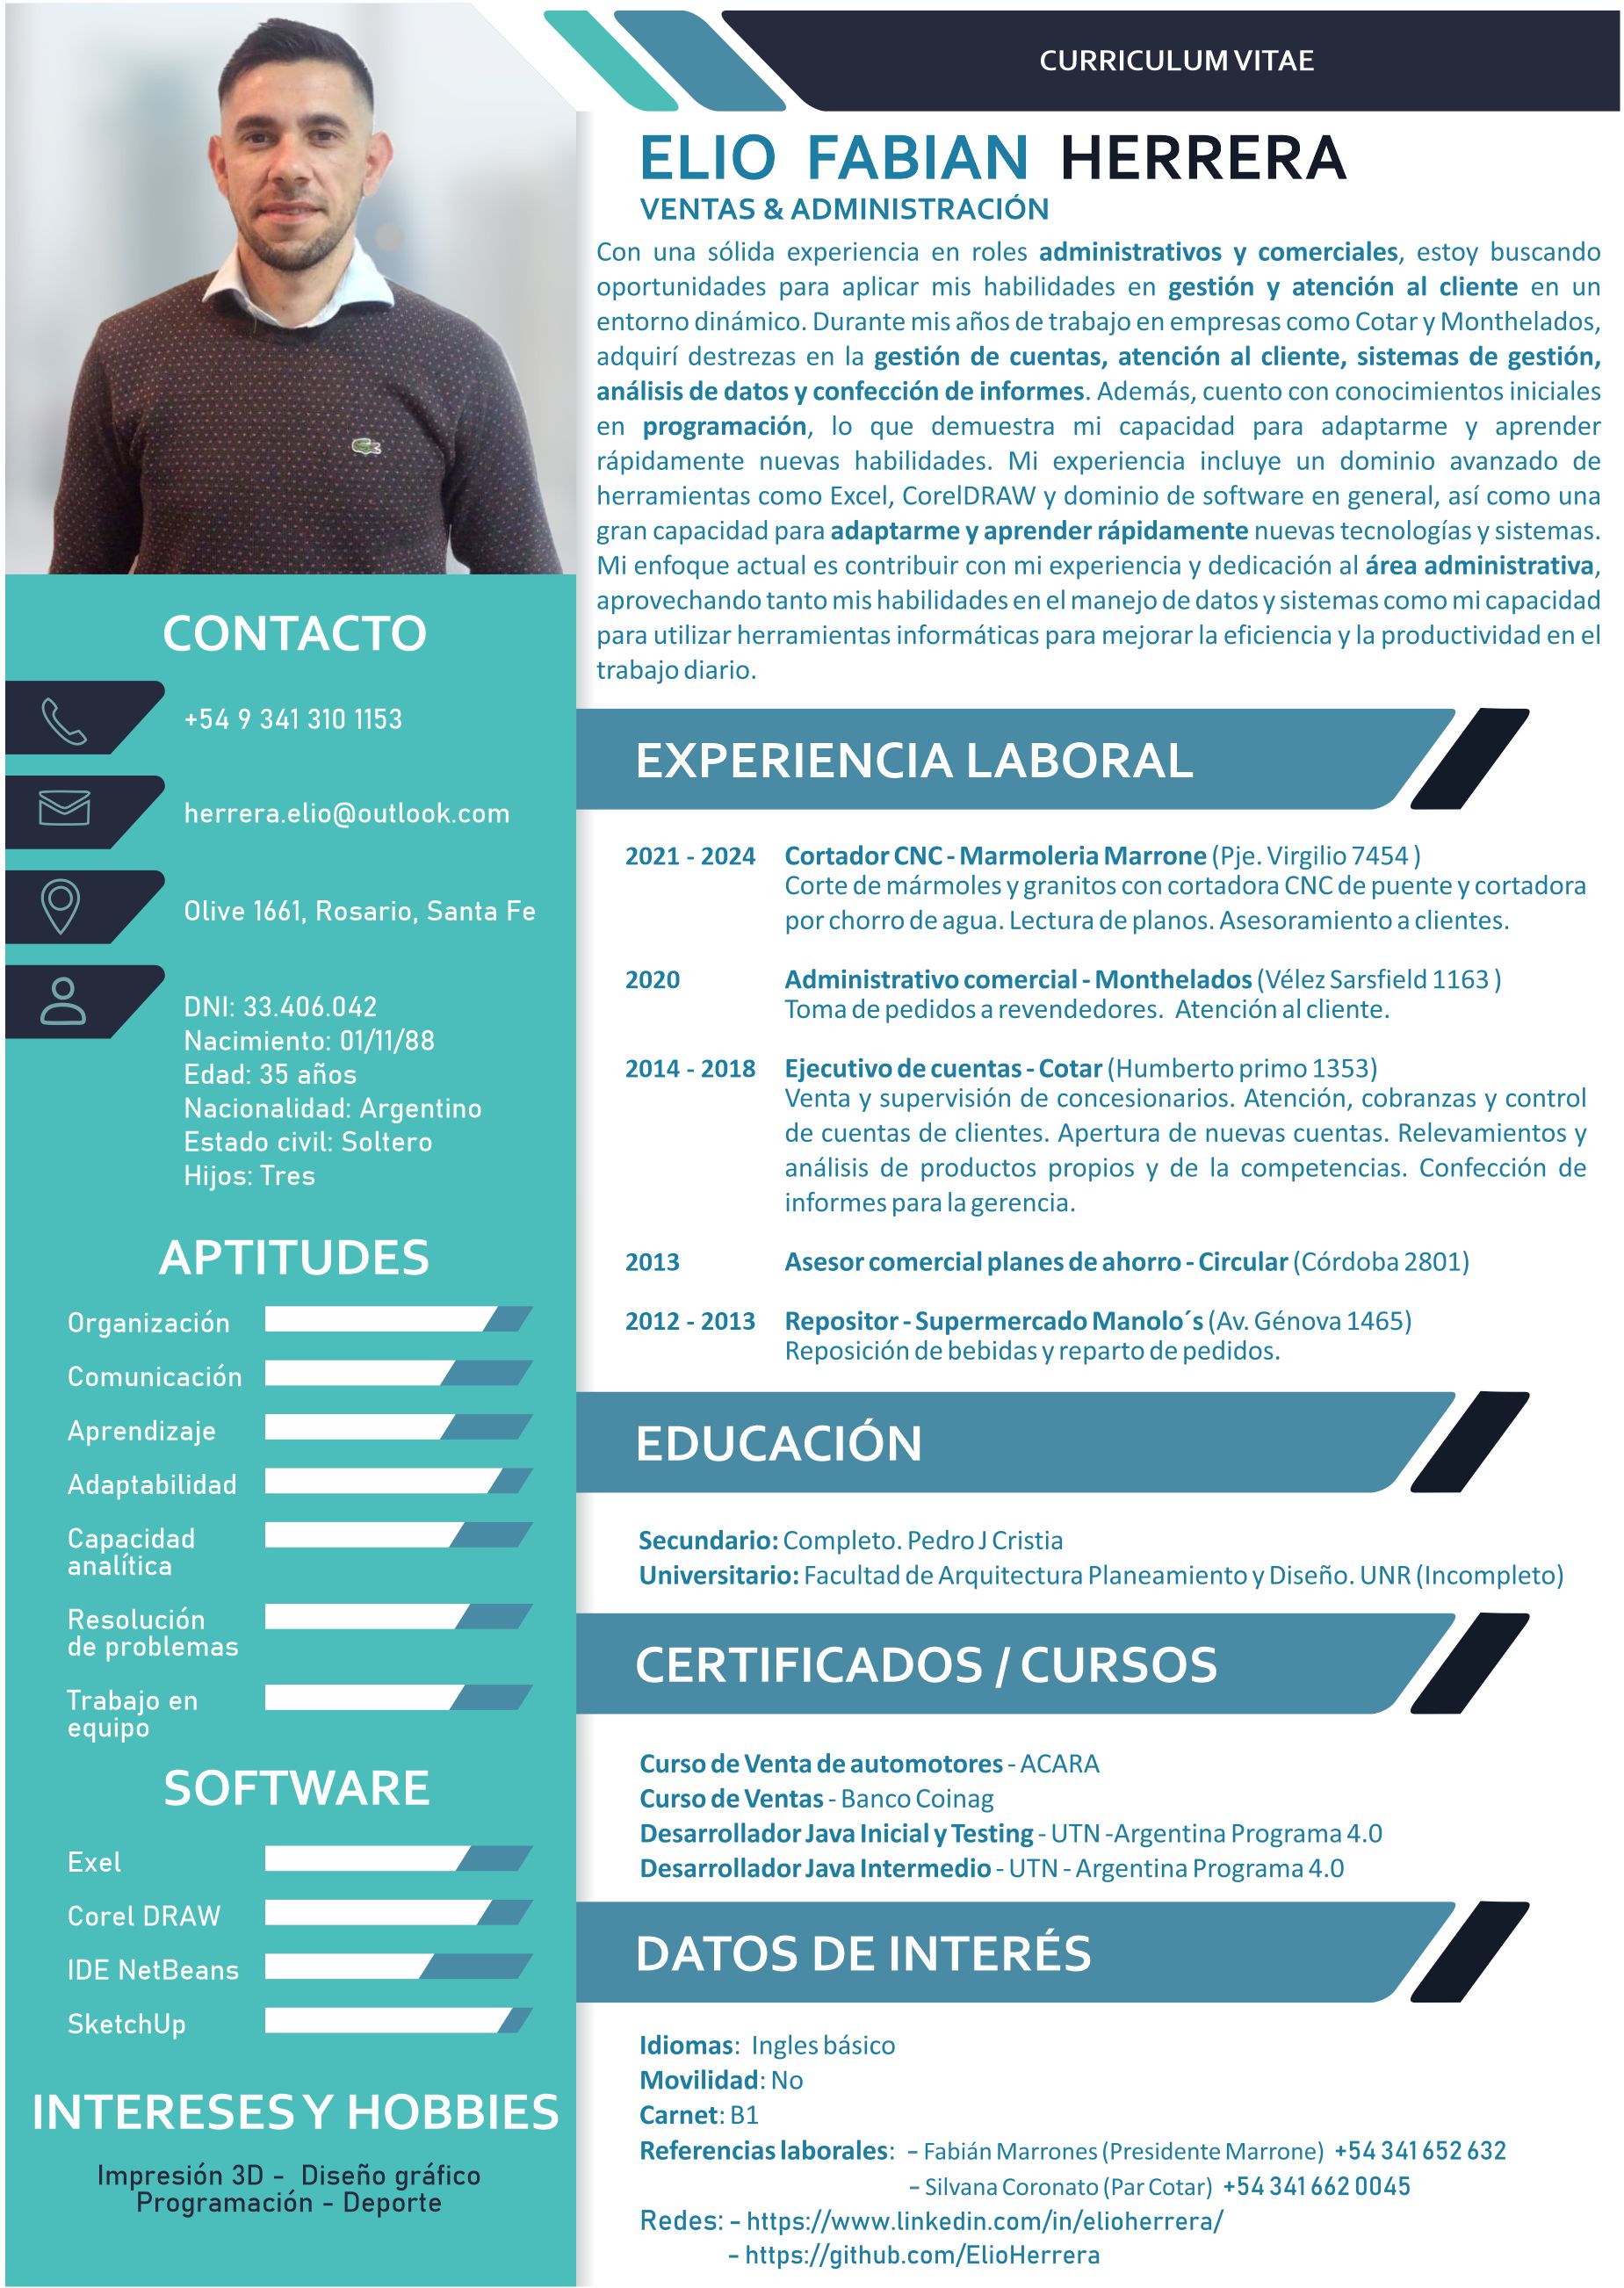 CURRICULUM VITAE
ELIO FABIAN HERRERA
VENTAS & ADMINISTRACIÓN
Con una sólida experiencia en roles administrativos y comerciales, estoy buscando
oportunidades para aplicar mis habilidades en gestión y atención al cliente en un
entorno dinámico. Durante mis años de trabajo en empresas como Cotar y Monthelados,
adquirí destrezas en la gestión de cuentas, atención al cliente, sistemas de gestión,
análisis de datos y confección de informes. Además, cuento con conocimientos iniciales
en programación, lo que demuestra mi capacidad para adaptarme y aprender
rápidamente nuevas habilidades. Mi experiencia incluye un dominio avanzado de
herramientas como Excel, CorelDRAW y dominio de software en general, así como una
gran capacidad para adaptarme y aprender rápidamente nuevas tecnologías y sistemas.
Mi enfoque actual es contribuir con mi experiencia y dedicación al área administrativa,
aprovechando tanto mis habilidades en el manejo de datos y sistemas como mi capacidad
para utilizar herramientas informáticas para mejorar la eficiencia y la productividad en el
trabajo diario.
CONTACTO
+54 9 341 310 1153
herrera.elio@outlook.com
Olive 1661, Rosario, Santa Fe
DNI: 33.406.042
Nacimiento: 01/11/88
Edad: 35 años
Nacionalidad: Argentino
Estado civil: Soltero
Hijos: Tres
APTITUDES
Organización
Comunicación
Aprendizaje
Adaptabilidad
Capacidad
analítica
Resolución
de problemas
Trabajo en
equipo
SOFTWARE
Exel
Corel DRAW
IDE NetBeans
SketchUp
INTERESES Y HOBBIES
Impresión 3D - Diseño gráfico
Programación - Deporte
EXPERIENCIA LABORAL
2021 - 2024 Cortador CNC - Marmoleria Marrone (Pje. Virgilio 7454 )
Corte de mármoles y granitos con cortadora CNC de puente y cortadora
por chorro de agua. Lectura de planos. Asesoramiento a clientes.
2020 Administrativo comercial - Monthelados (Vélez Sarsfield 1163 )
Toma de pedidos a revendedores. Atención al cliente.
2014 - 2018 Ejecutivo de cuentas - Cotar (Humberto primo 1353)
Venta y supervisión de concesionarios. Atención, cobranzas y control
de cuentas de clientes. Apertura de nuevas cuentas. Relevamientos y
análisis de productos propios y de la competencias. Confección de
informes para la gerencia.
2013 Asesor comercial planes de ahorro - Circular (Córdoba 2801)
2012 - 2013 Repositor - Supermercado Manolo´s (Av. Génova 1465)
Reposición de bebidas y reparto de pedidos.
EDUCACIÓN
Secundario: Completo. Pedro J Cristia
Universitario: Facultad de Arquitectura Planeamiento y Diseño. UNR (Incompleto)
CERTIFICADOS / CURSOS
Curso de Venta de automotores - ACARA
Curso de Ventas - Banco Coinag
Desarrollador Java Inicial y Testing - UTN -Argentina Programa 4.0
Desarrollador Java Intermedio - UTN - Argentina Programa 4.0
DATOS DE INTERÉS
Idiomas: Ingles básico
Movilidad: No
Carnet: B1
Referencias laborales: - Fabián Marrones (Presidente Marrone) +54 341 652 632
- Silvana Coronato (Par Cotar) +54 341 662 0045
Redes: - https://www.linkedin.com/in/elioherrera/
- https://github.com/ElioHerrera